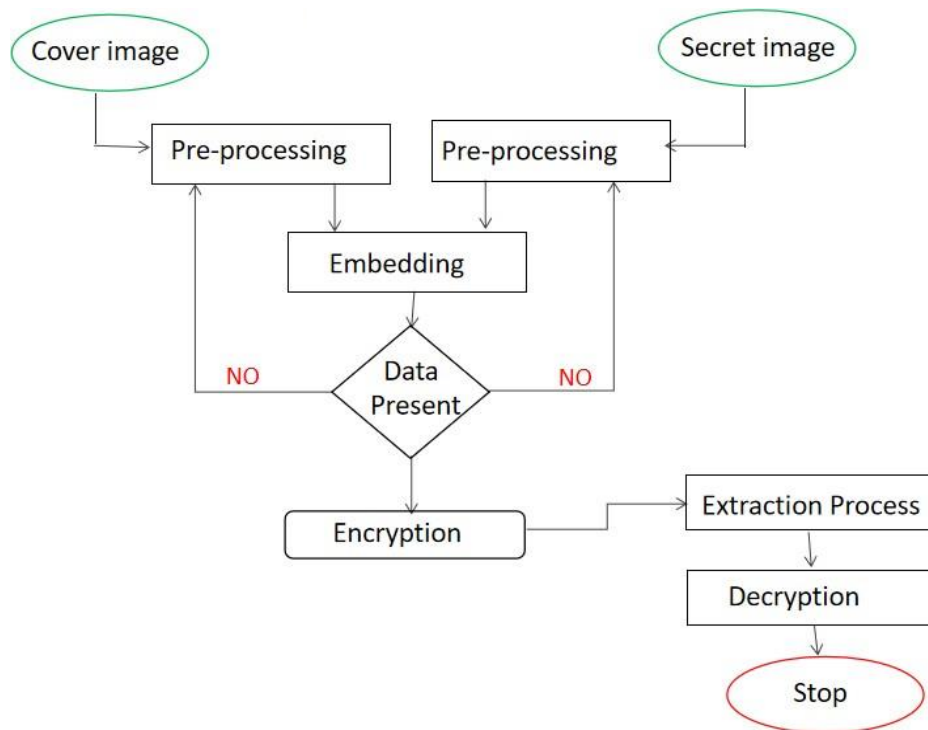 Cover image
Secret image
Pre-processing
Pre-processing
Embedding
NO
Data
Present
NO
Encryption
Extraction Process
Decryption
Stop